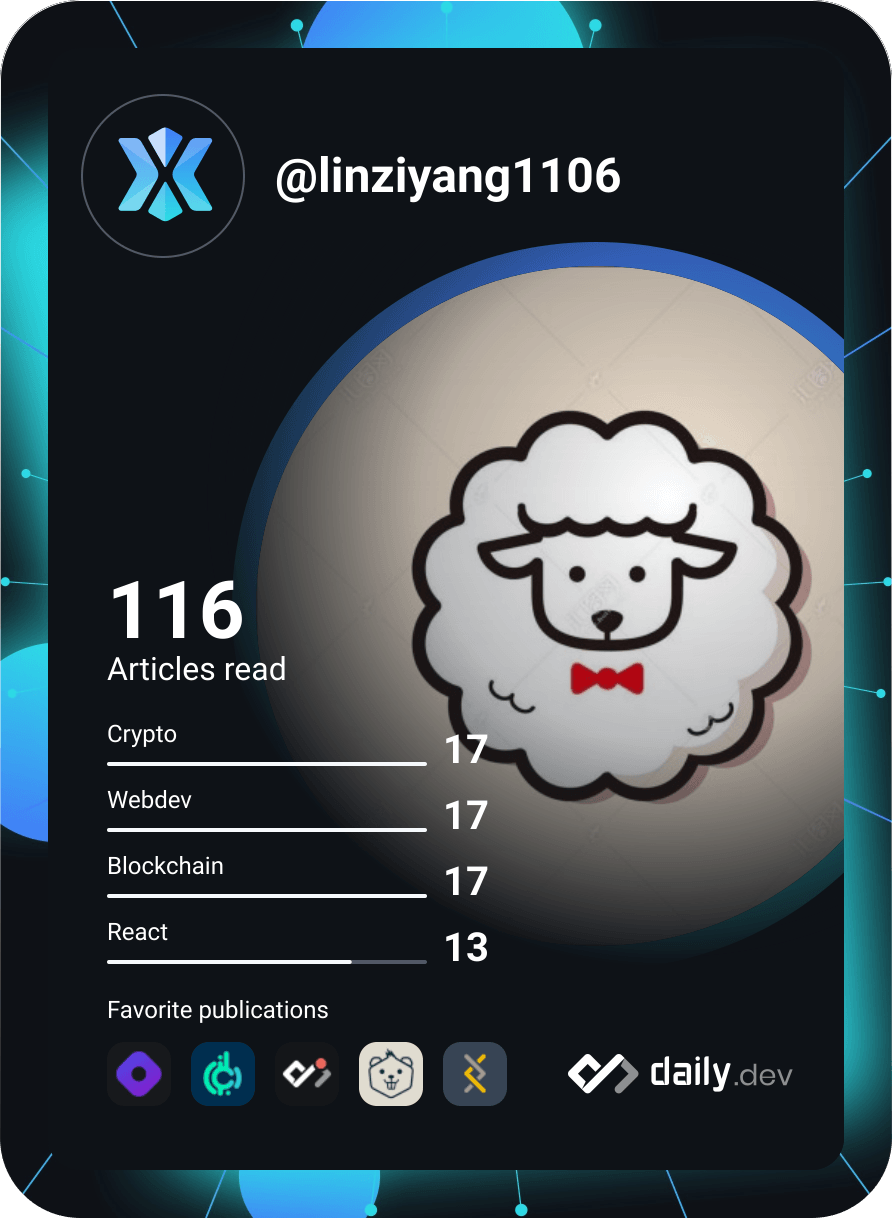 @linziyang1106
116
Articles read
Crypto
17
Webdev
17
Blockchain
17
React
13
Favorite publications
daily.dev